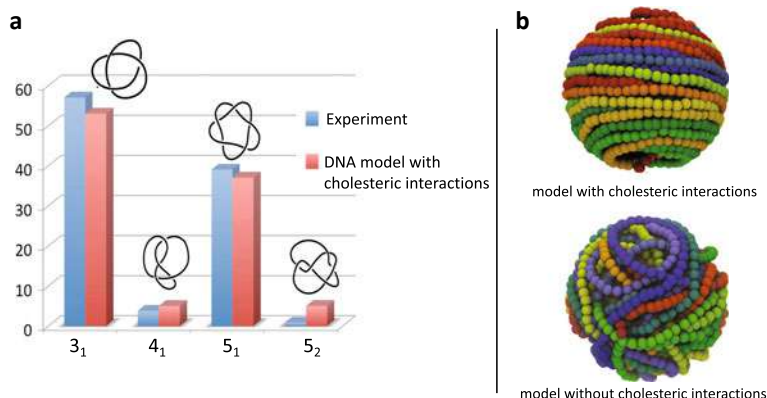 a
60
50
40
30
20
10
0
3₁
4₁
5₁
5₂
Experiment
DNA model with
cholesteric interactions
b
model with cholesteric interactions
model without cholesteric interactions